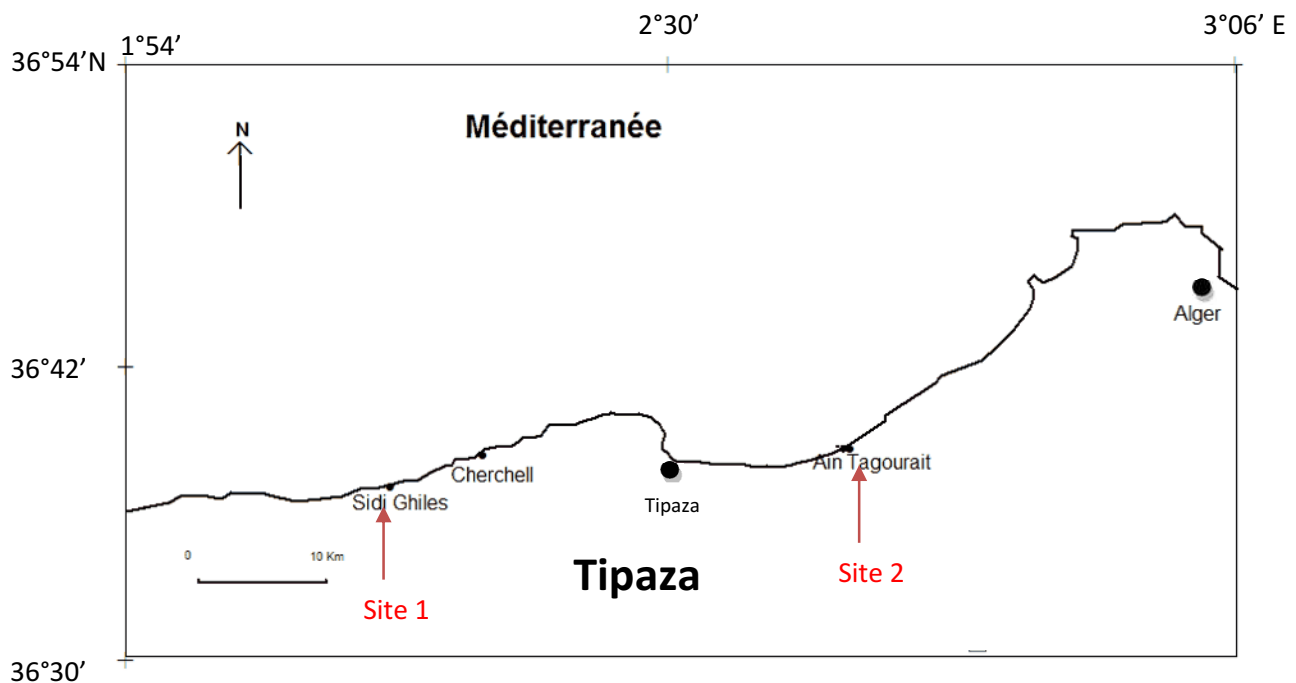 2°30’
3°06’ E
1°54’
36°54’N
Méditerranée
N
Alger
36°42’
Cherchell
Ain Tagourait
Sidi Ghiles
Tipaza
0 10 Km
Tipaza
Site 2
Site 1
36°30’